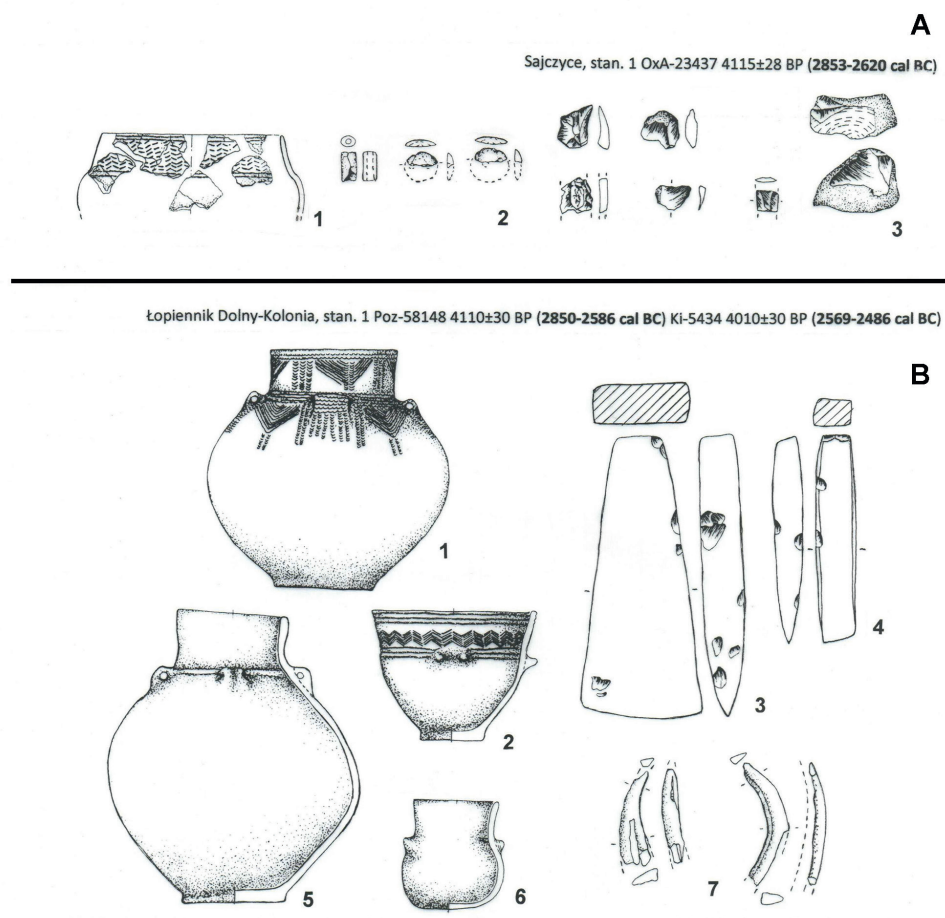 A
Sajczyce, stan. 1 OxA-23437 4115±28 BP (2853-2620 cal BC)
1
2
3
Łopiennik Dolny-Kolonia, stan. 1 Poz-58148 4110±30 BP (2850-2586 cal BC) Ki-5434 4010±30 BP (2569-2486 cal BC)
B
1
4
3
2
5
6
7